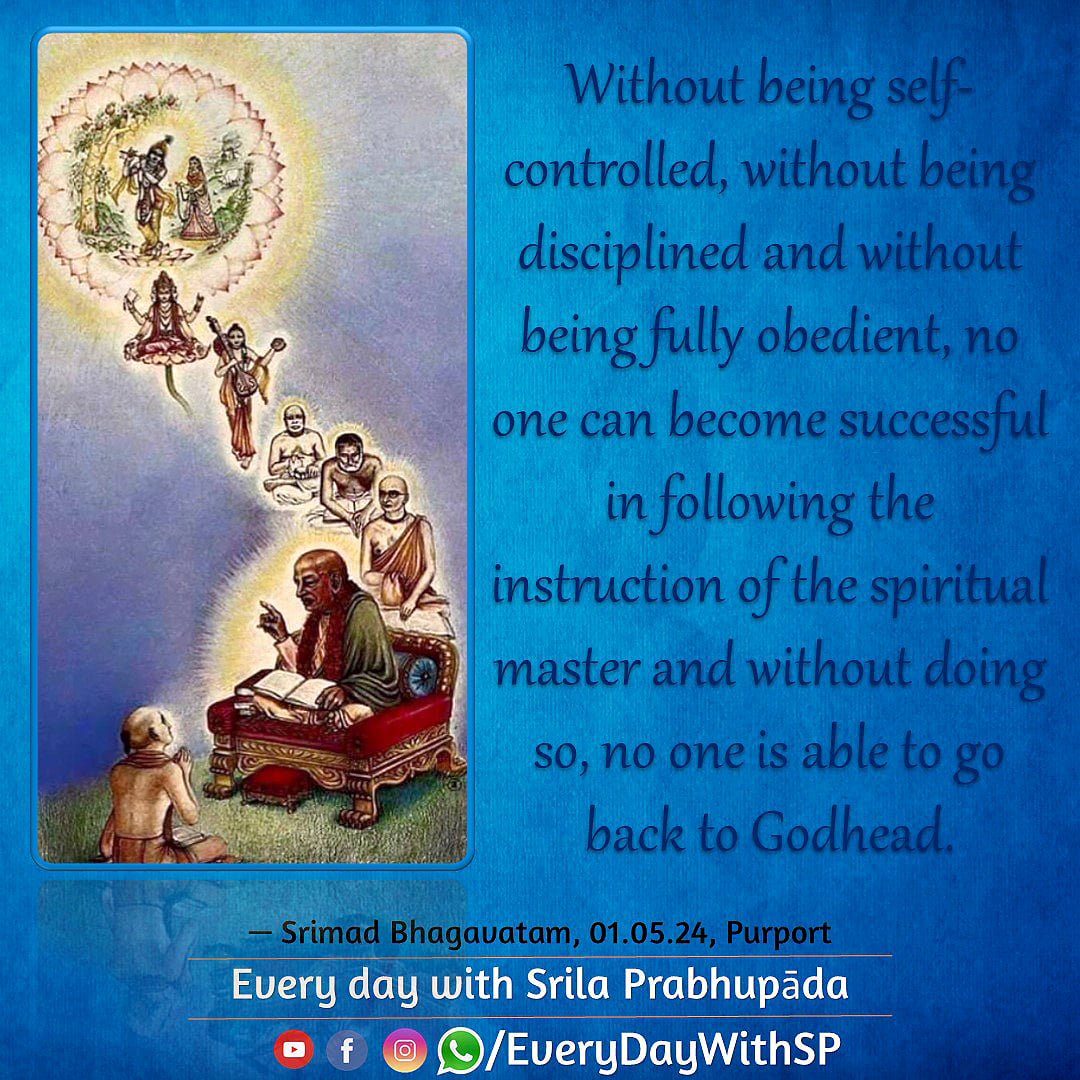 Without being self-
controlled, without being
disciplined and without
being fully obedient, no
one can become successful
in following the
instruction of the spiritual
master and without doing
so, no one is able to go
back to Godhead.
— Srimad Bhagavatam, 01.05.24, Purport
Every day with Srila Prabhupāda
/EveryDayWithSP